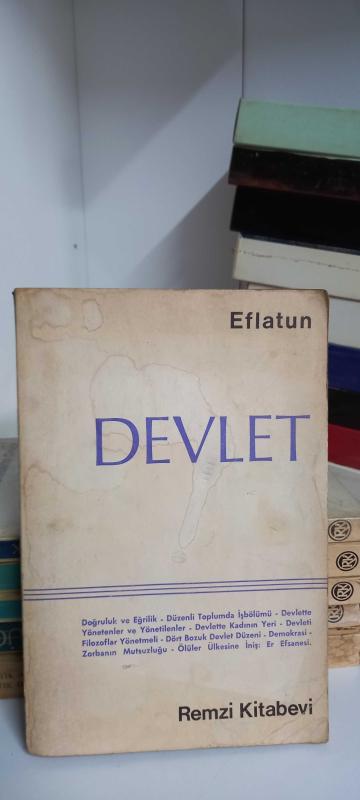 Eflatun
DEVLET
Doğruluk ve Eğrilik - Düzenli Toplumda İşbölümü - Devlette
Yönetenler ve Yönetilenler - Devlette Kadının Yeri - Devleti
Filozoflar Yönetmeli - Dört Bozuk Devlet Düzeni - Demokrasi -
Zorbanın Mutsuzluğu - Ölüler Ülkesine İniş: Er Efsanesi.
Remzi Kitabevi